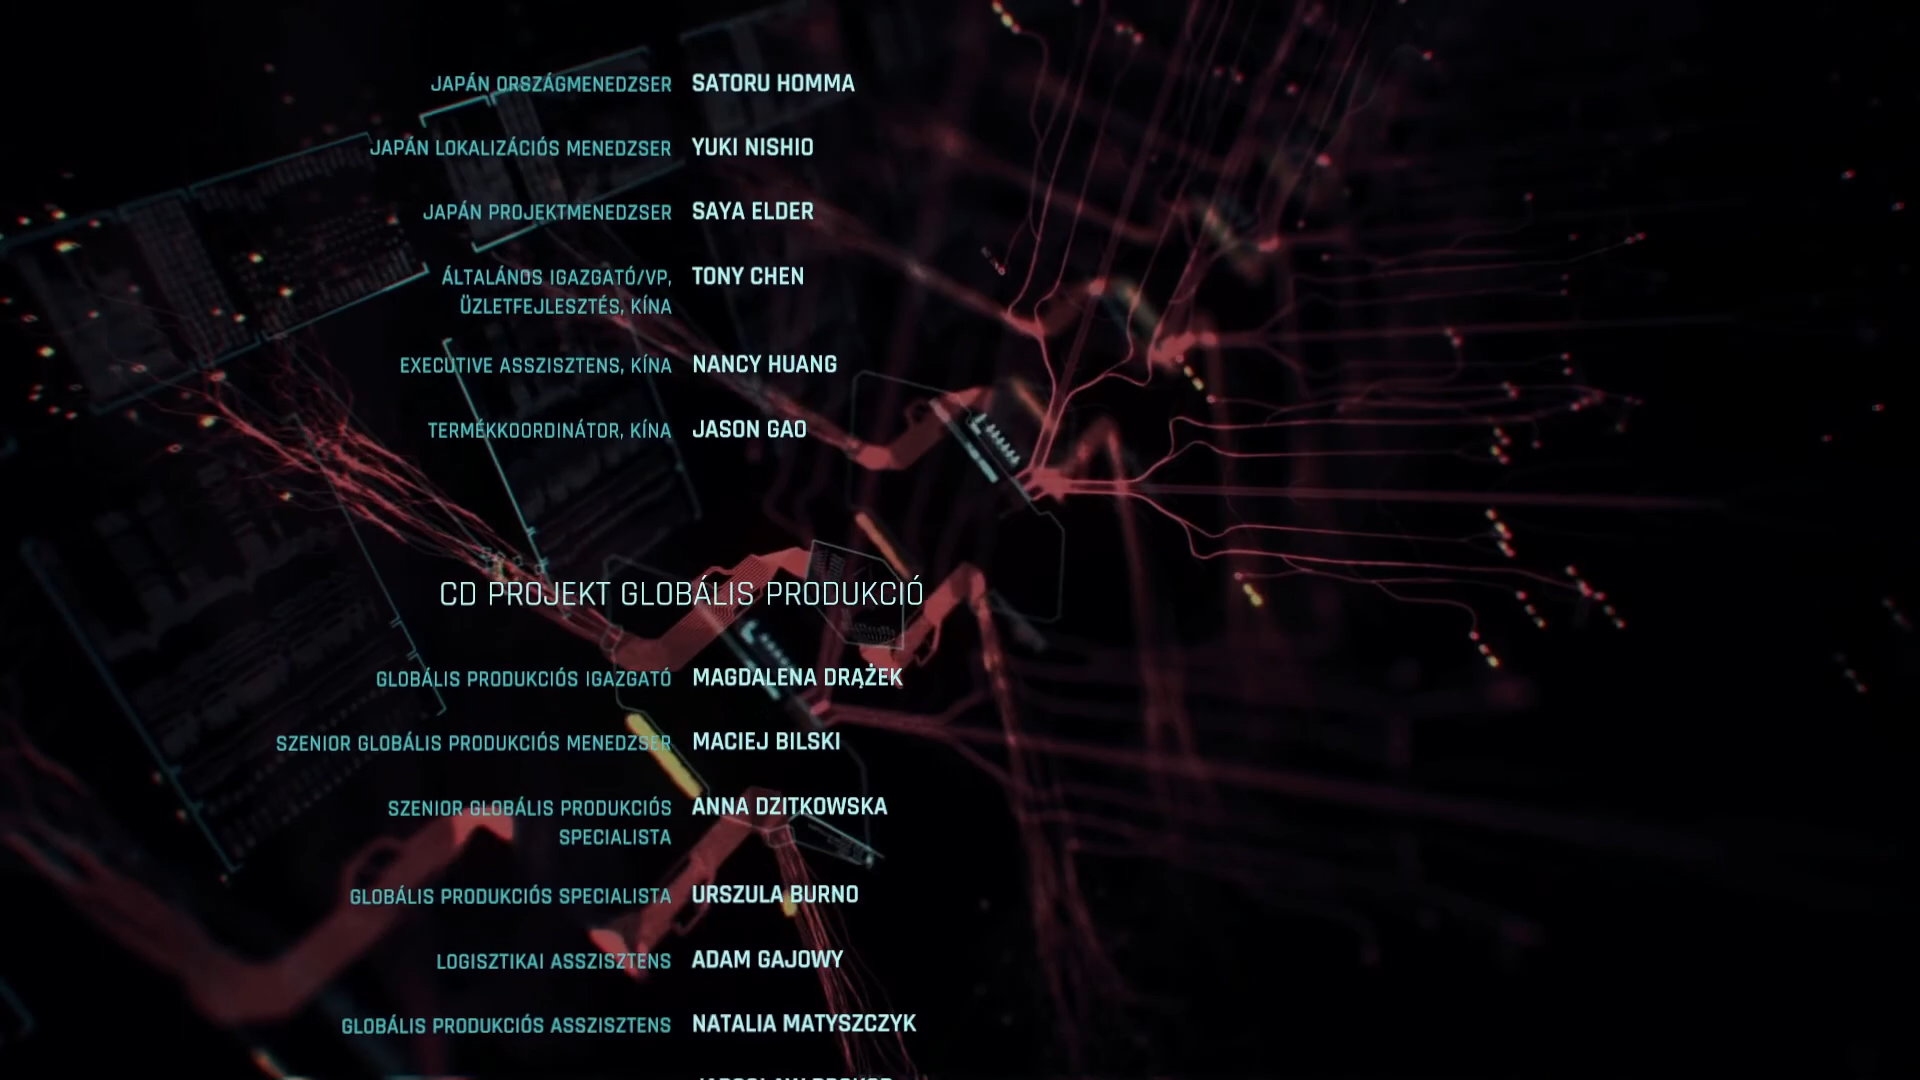 JAPÁN ORSZÁGMENEDZSER SATORU HOMMA
JAPÁN LOKALIZÁCIÓS MENEDZSER YUKI NISHIO
JAPÁN PROJEKTMENEDZSER SAYA ELDER
ÁLTALÁNOS IGAZGATÓ/VP, TONY CHEN
ÜZLETFEJLESZTÉS, KÍNA
EXECUTIVE ASSZISZTENS, KÍNA NANCY HUANG
TERMÉKKOORDINÁTOR, KÍNA JASON GAO
CD PROJEKT GLOBÁLIS PRODUKCIÓ
GLOBÁLIS PRODUKCIÓS IGAZGATÓ MAGDALENA DRĄŻEK
SZENIOR GLOBÁLIS PRODUKCIÓS MENEDZSER MACIEJ BILSKI
SZENIOR GLOBÁLIS PRODUKCIÓS ANNA DZITKOWSKA
SPECIALISTA
GLOBÁLIS PRODUKCIÓS SPECIALISTA URSZULA BURNO
LOGISZTIKAI ASSZISZTENS ADAM GAJOWY
GLOBÁLIS PRODUKCIÓS ASSZISZTENS NATALIA MATYSZCZYK